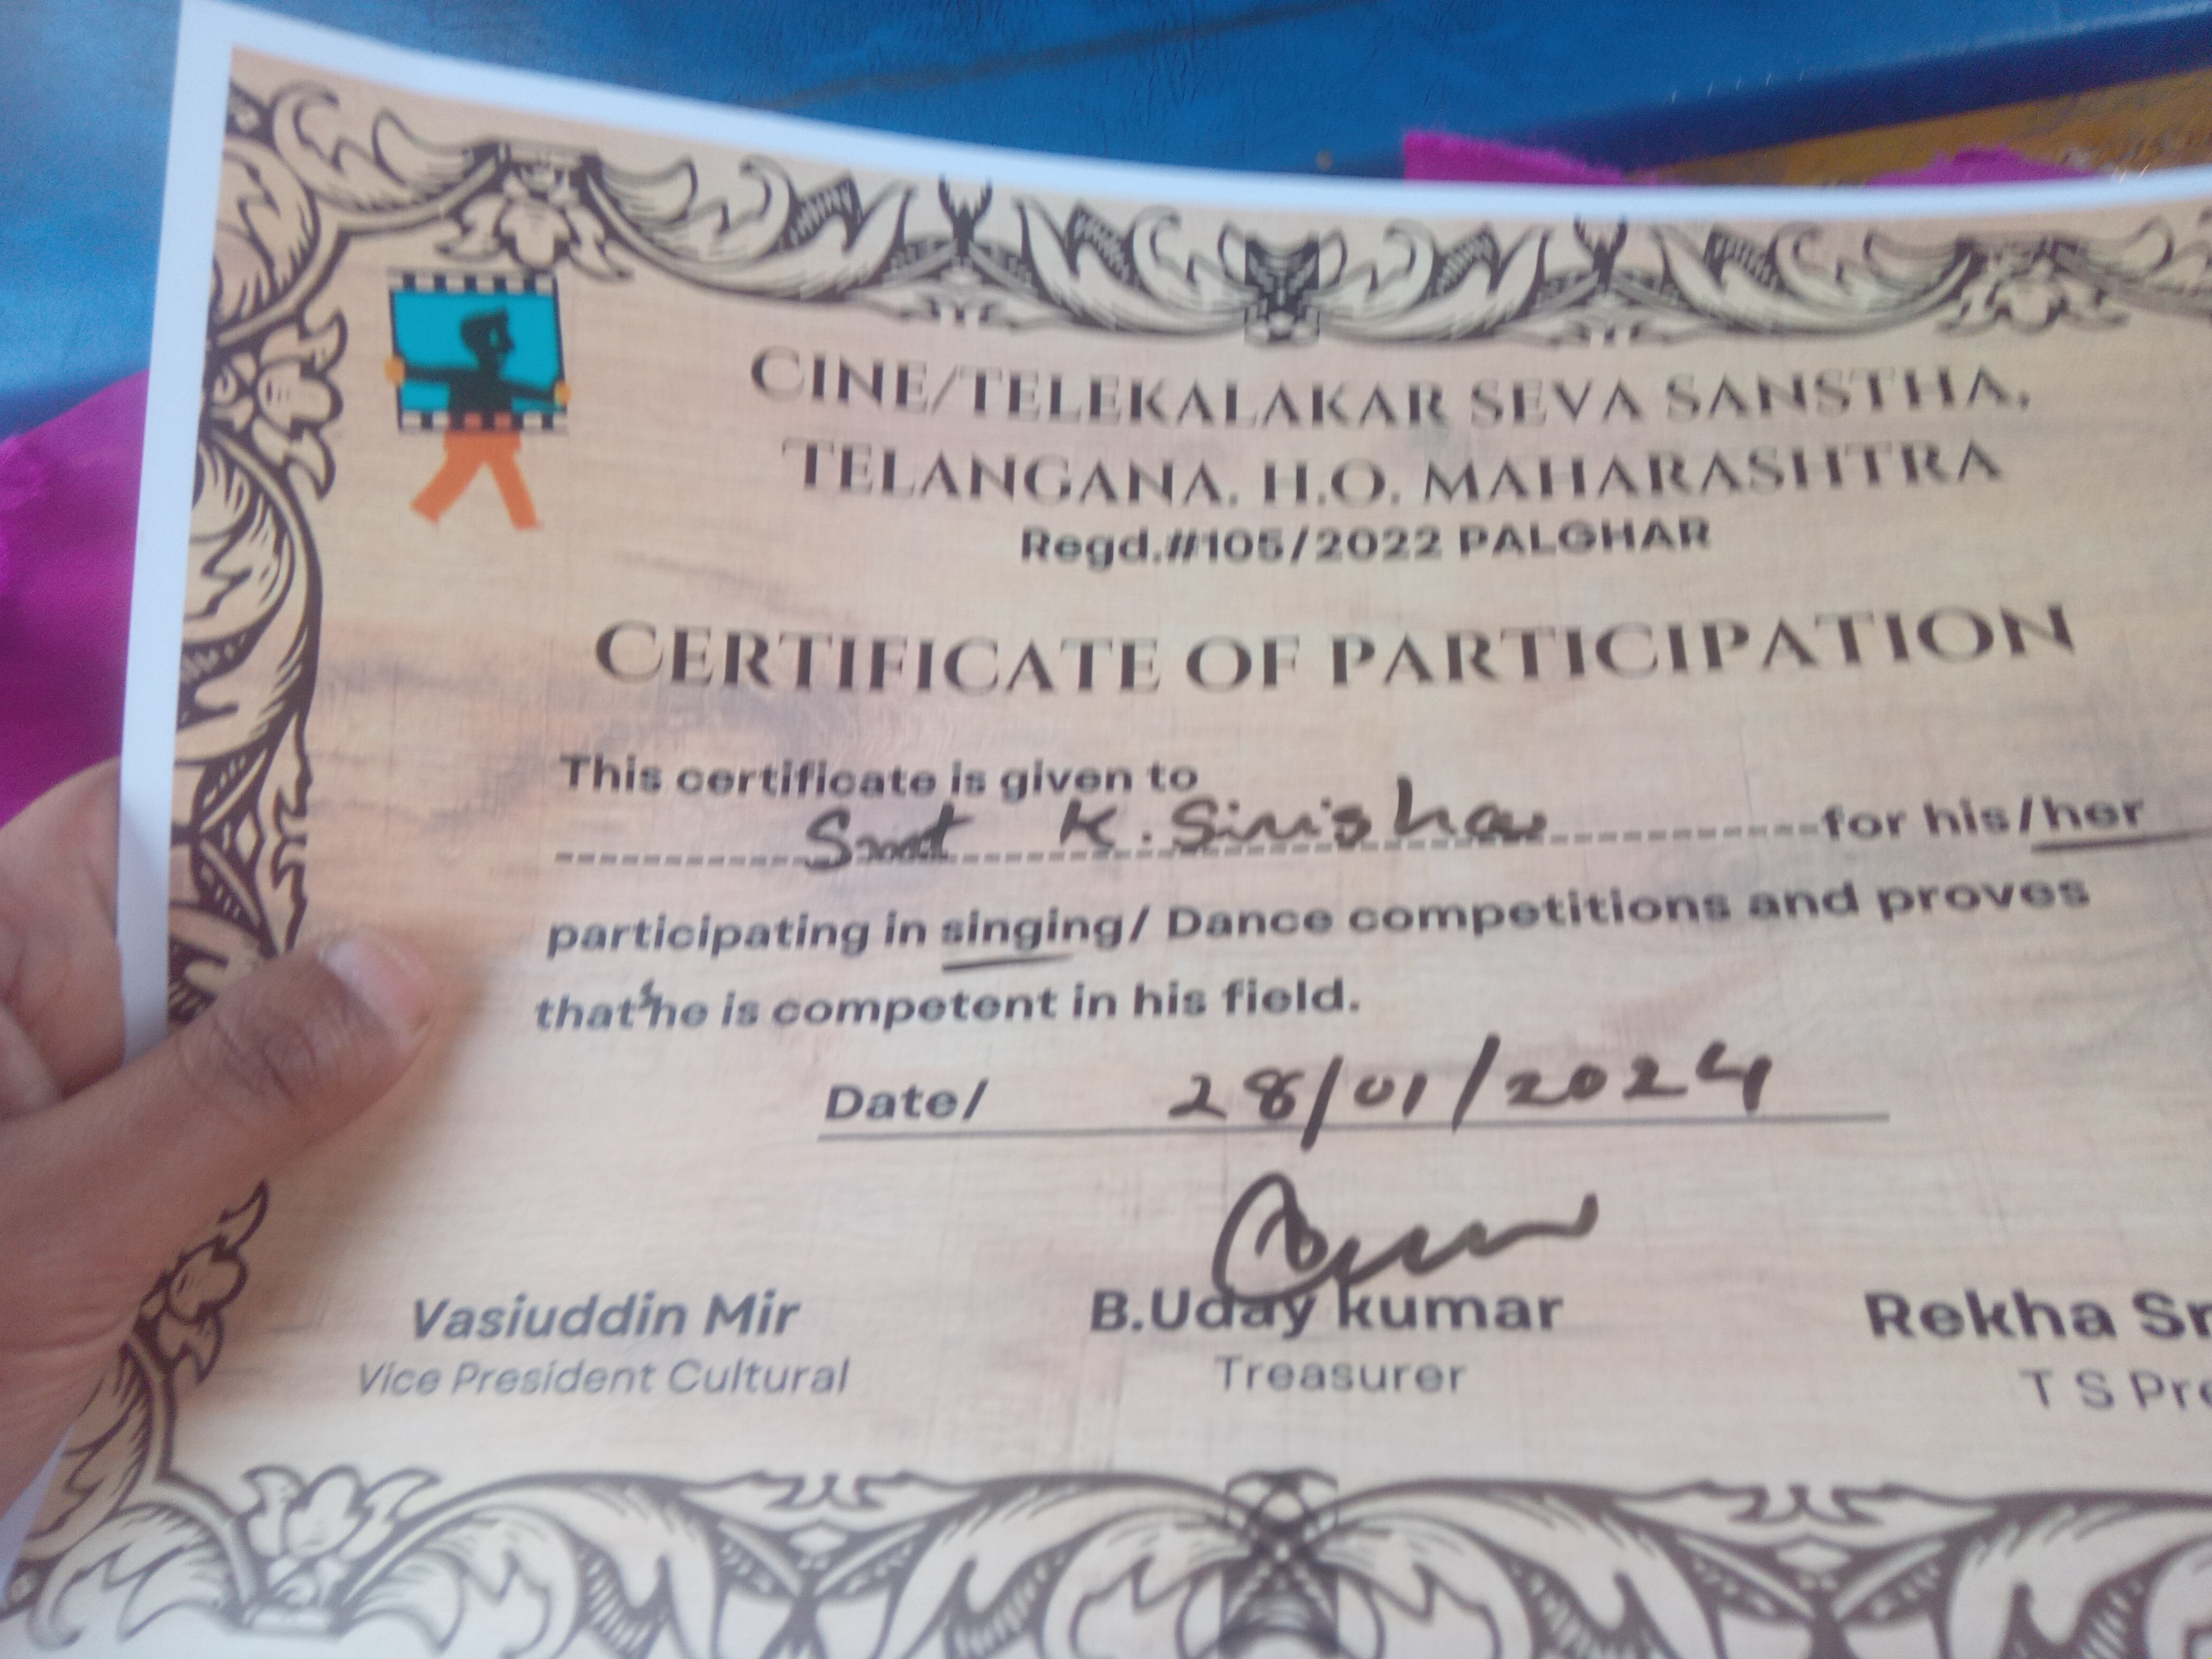 CINE/TELEKALAKAR SEVA SANSTHA,
TELANGANA. H.O. MAHARASHTRA
Regd.#105/2022 PALGHAR
CERTIFICATE OF PARTICIPATION
This certificate is given to
Smt K. Sirisha for his/her
participating in singing/ Dance competitions and proves
that she is competent in his field.
Date/ 28/01/2024
Vasiuddin Mir B.Uday kumar Rekha
Vice President Cultural Treasurer T S